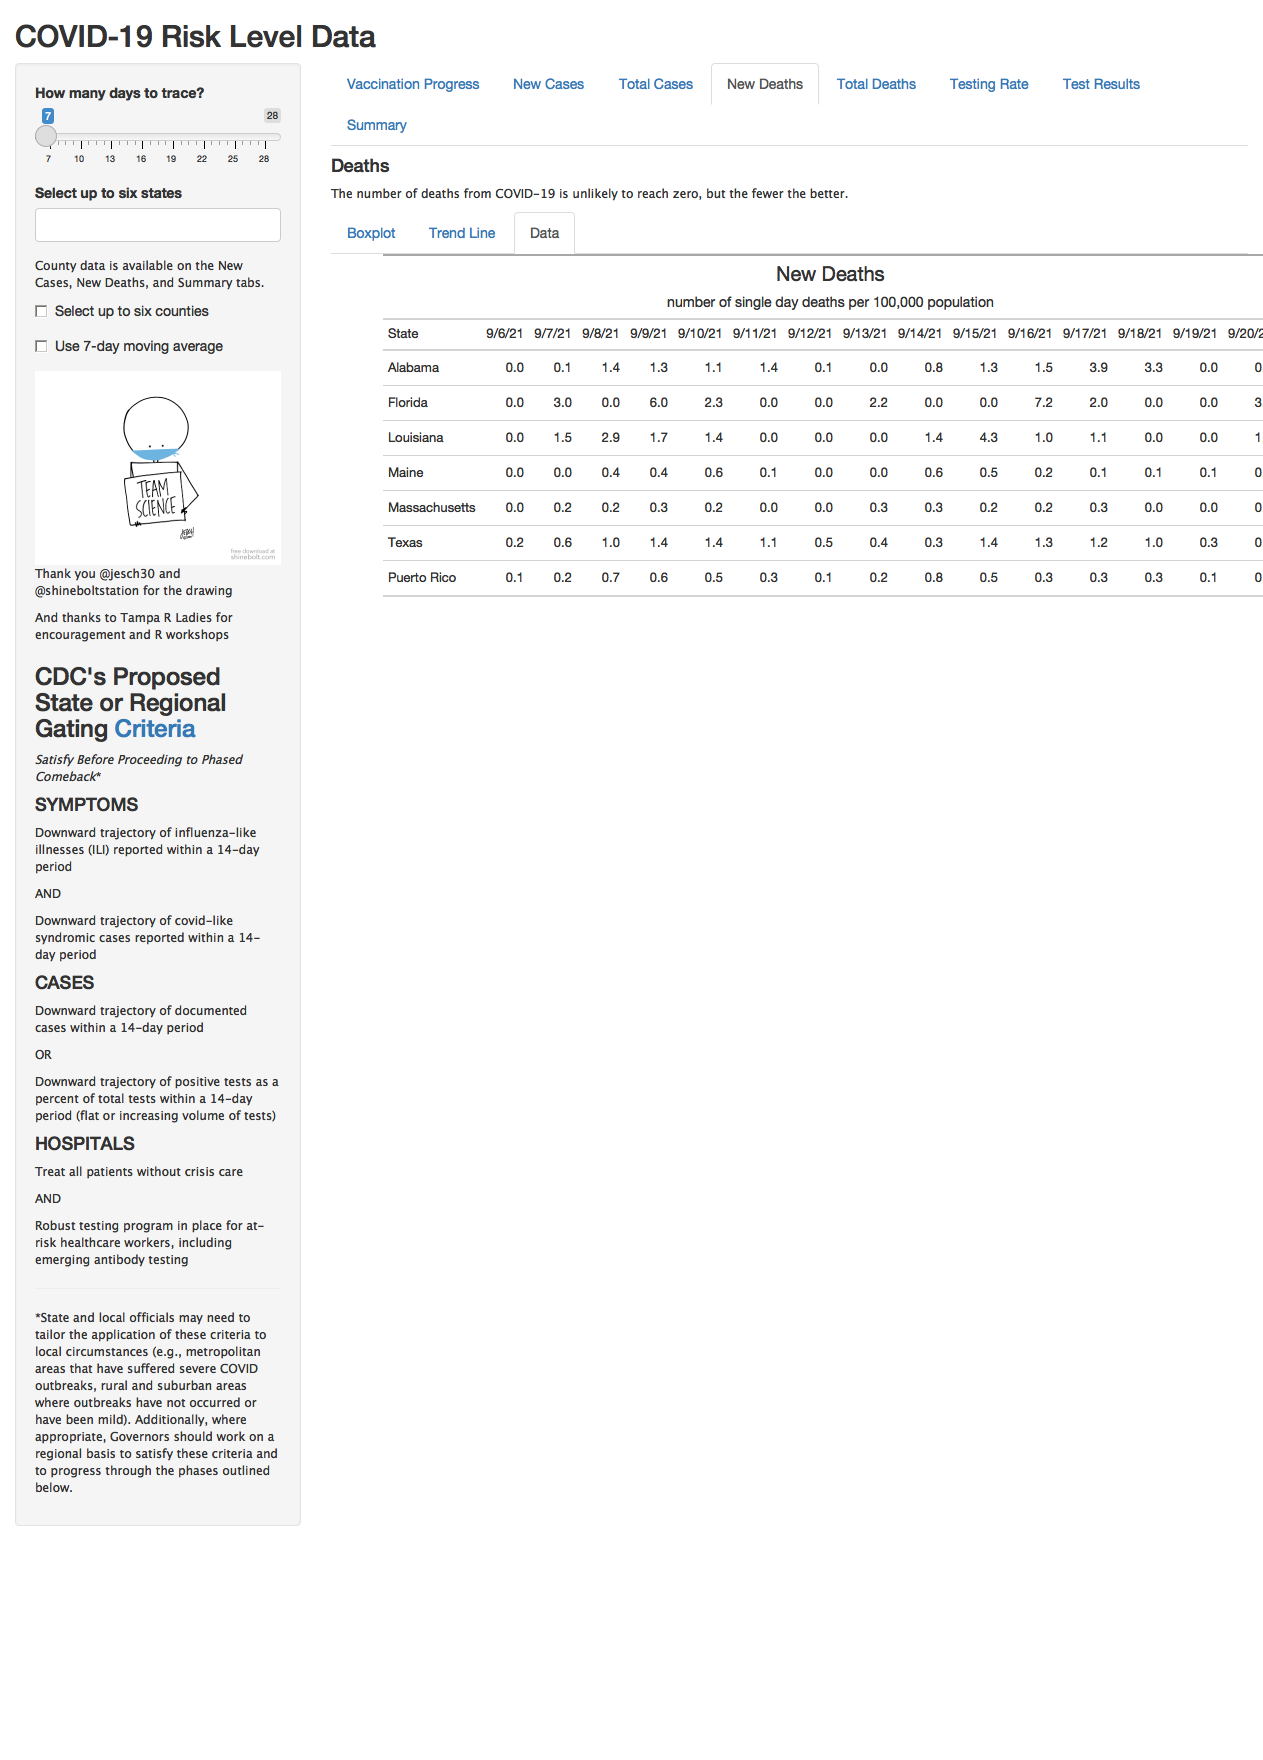 COVID-19 Risk Level Data
How many days to trace?
7 28
7 10 13 16 19 22 25 28
Select up to six states
County data is available on the New
Cases, New Deaths, and Summary tabs.
Select up to six counties
Use 7-day moving average
TEAM
SCIENCE
free download at
shinebolt.com
Thank you @jesch30 and
@shineboltstation for the drawing
And thanks to Tampa R Ladies for
encouragement and R workshops
CDC's Proposed
State or Regional
Gating Criteria
Satisfy Before Proceeding to Phased
Comeback*
SYMPTOMS
Downward trajectory of influenza-like
illnesses (ILI) reported within a 14-day
period
AND
Downward trajectory of covid-like
syndromic cases reported within a 14-
day period
CASES
Downward trajectory of documented
cases within a 14-day period
OR
Downward trajectory of positive tests as a
percent of total tests within a 14-day
period (flat or increasing volume of tests)
HOSPITALS
Treat all patients without crisis care
AND
Robust testing program in place for at-
risk healthcare workers, including
emerging antibody testing
*State and local officials may need to
tailor the application of these criteria to
local circumstances (e.g., metropolitan
areas that have suffered severe COVID
outbreaks, rural and suburban areas
where outbreaks have not occurred or
have been mild). Additionally, where
appropriate, Governors should work on a
regional basis to satisfy these criteria and
to progress through the phases outlined
below.
Vaccination Progress New Cases Total Cases New Deaths Total Deaths Testing Rate Test Results
Summary
Deaths
The number of deaths from COVID-19 is unlikely to reach zero, but the fewer the better.
Boxplot Trend Line Data
New Deaths
number of single day deaths per 100,000 population
State 9/6/21 9/7/21 9/8/21 9/9/21 9/10/21 9/11/21 9/12/21 9/13/21 9/14/21 9/15/21 9/16/21 9/17/21 9/18/21 9/19/21 9/20/2
Alabama 0.0 0.1 1.4 1.3 1.1 1.4 0.1 0.0 0.8 1.3 1.5 3.9 3.3 0.0 0
Florida 0.0 3.0 0.0 6.0 2.3 0.0 0.0 2.2 0.0 0.0 7.2 2.0 0.0 0.0 3
Louisiana 0.0 1.5 2.9 1.7 1.4 0.0 0.0 0.0 1.4 4.3 1.0 1.1 0.0 0.0 1
Maine 0.0 0.0 0.4 0.4 0.6 0.1 0.0 0.0 0.6 0.5 0.2 0.1 0.1 0.1 0
Massachusetts 0.0 0.2 0.2 0.3 0.2 0.0 0.0 0.3 0.3 0.2 0.2 0.3 0.0 0.0 0
Texas 0.2 0.6 1.0 1.4 1.4 1.1 0.5 0.4 0.3 1.4 1.3 1.2 1.0 0.3 0
Puerto Rico 0.1 0.2 0.7 0.6 0.5 0.3 0.1 0.2 0.8 0.5 0.3 0.3 0.3 0.1 0